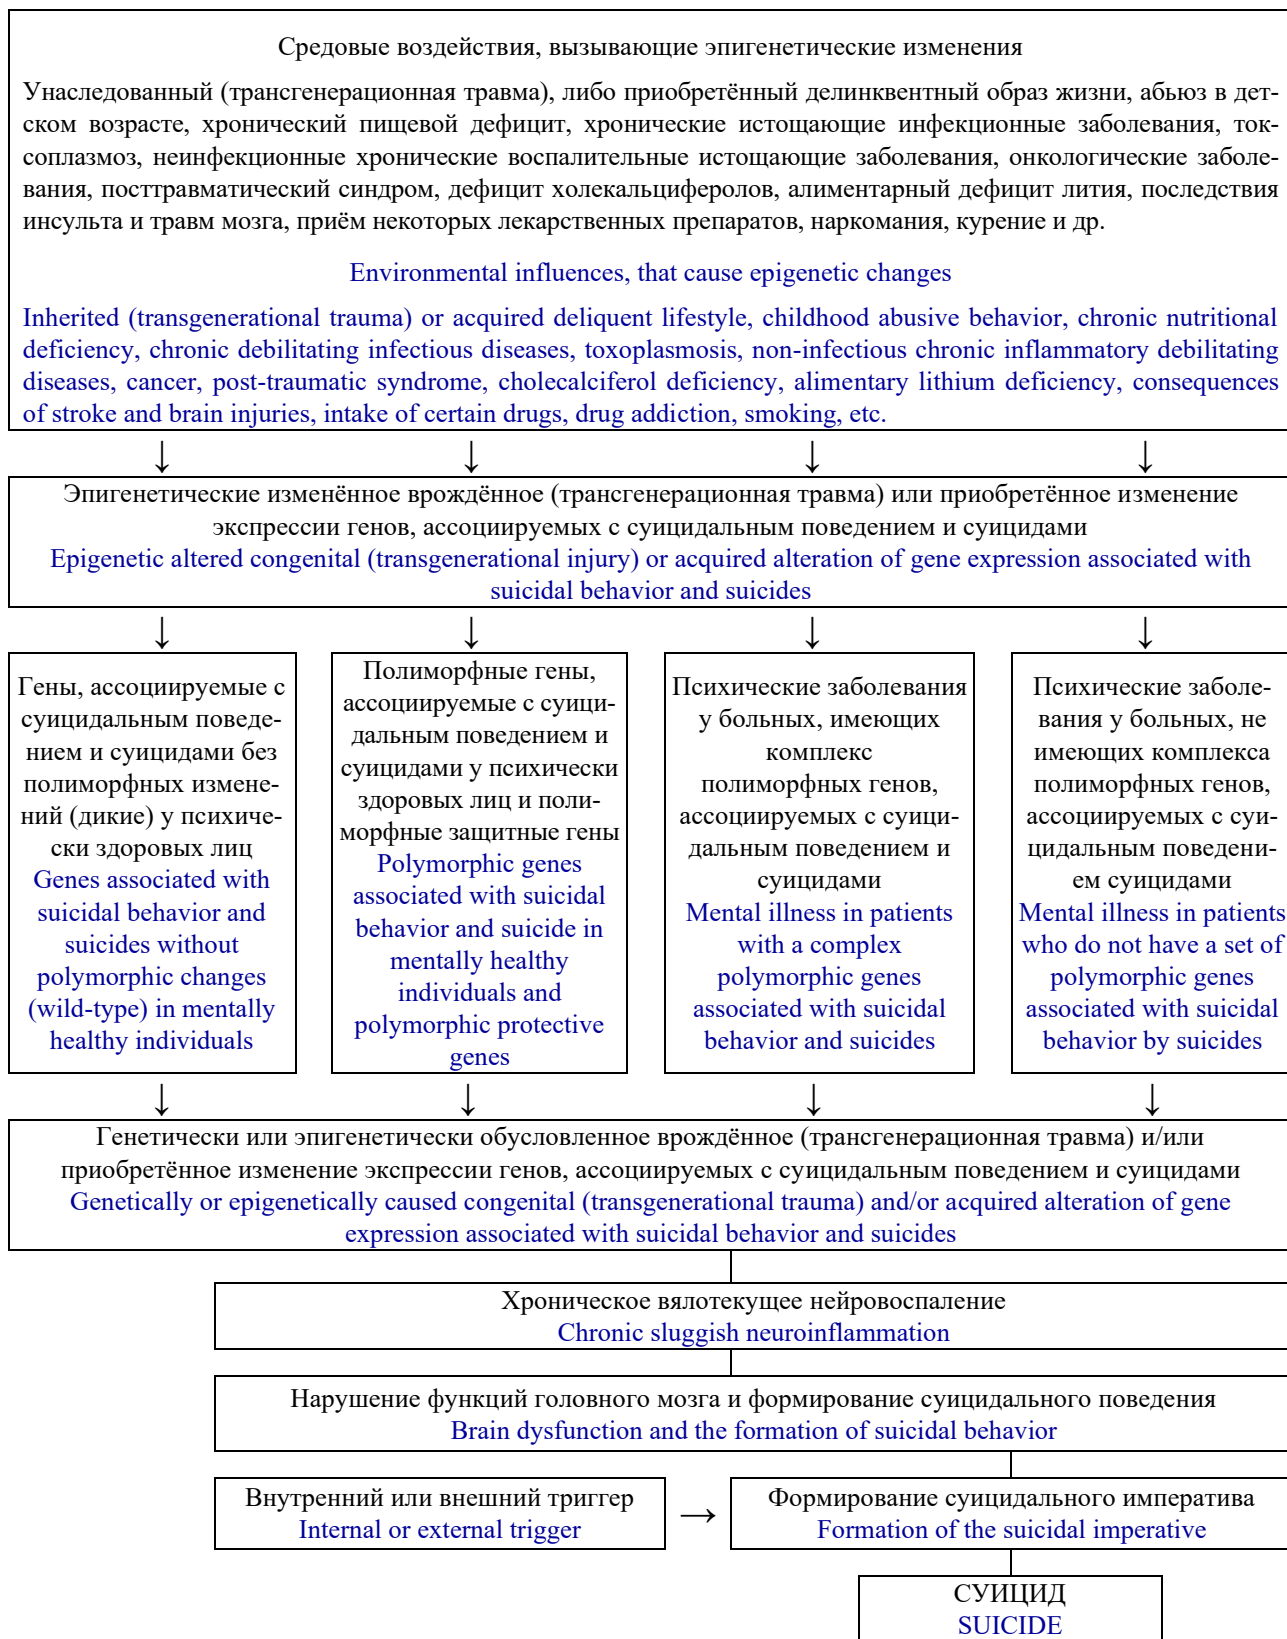 Средовые воздействия, вызывающие эпигенетические изменения
Унаследованный (трансгенерационная травма), либо приобретённый делинквентный образ жизни, абьюз в дет-
ском возрасте, хронический пищевой дефицит, хронические истощающие инфекционные заболевания, ток-
соплазмоз, неинфекционные хронические воспалительные истощающие заболевания, онкологические заболе-
вания, посттравматический синдром, дефицит холекальциферолов, алиментарный дефицит лития, последствия
инсульта и травм мозга, приём некоторых лекарственных препаратов, наркомания, курение и др.
Environmental influences, that cause epigenetic changes
Inherited (transgenerational trauma) or acquired deliquent lifestyle, childhood abusive behavior, chronic nutritional
deficiency, chronic debilitating infectious diseases, toxoplasmosis, non-infectious chronic inflammatory debilitating
diseases, cancer, post-traumatic syndrome, cholecalciferol deficiency, alimentary lithium deficiency, consequences
of stroke and brain injuries, intake of certain drugs, drug addiction, smoking, etc.
↓ ↓ ↓ ↓
Эпигенетические изменённое врождённое (трансгенерационная травма) или приобретённое изменение
экспрессии генов, ассоциируемых с суицидальным поведением и суицидами
Epigenetic altered congenital (transgenerational injury) or acquired alteration of gene expression associated with
suicidal behavior and suicides
↓ ↓ ↓ ↓
Гены, ассоциируемые с
суицидальным поведе-
нием и суицидами без
полиморфных измене-
ний (дикие) у психиче-
ски здоровых лиц
Genes associated with
suicidal behavior and
suicides without
polymorphic changes
(wild-type) in mentally
healthy individuals
Полиморфные гены,
ассоциируемые с суици-
дальным поведением и
суицидами у психически
здоровых лиц и поли-
морфные защитные гены
Polymorphic genes
associated with suicidal
behavior and suicide in
mentally healthy
individuals and
polymorphic protective
genes
Психические заболевания
у больных, имеющих
комплекс
полиморфных генов,
ассоциируемых с суици-
дальным поведением и
суицидами
Mental illness in patients
with a complex
polymorphic genes
associated with suicidal
behavior and suicides
Психические заболе-
вания у больных, не
имеющих комплекса
полиморфных генов,
ассоциируемых с суи-
цидальным поведени-
ем суицидами
Mental illness in patients
who do not have a set of
polymorphic genes
associated with suicidal
behavior by suicides
↓ ↓ ↓ ↓
Генетически или эпигенетически обусловленное врождённое (трансгенерационная травма) и/или
приобретённое изменение экспрессии генов, ассоциируемых с суицидальным поведением и суицидами
Genetically or epigenetically caused congenital (transgenerational trauma) and/or acquired alteration of gene
expression associated with suicidal behavior and suicides
Хроническое вялотекущее нейровоспаление
Chronic sluggish neuroinflammation
Нарушение функций головного мозга и формирование суицидального поведения
Brain dysfunction and the formation of suicidal behavior
Внутренний или внешний триггер
Internal or external trigger
→
Формирование суицидального императива
Formation of the suicidal imperative
СУИЦИД
SUICIDE